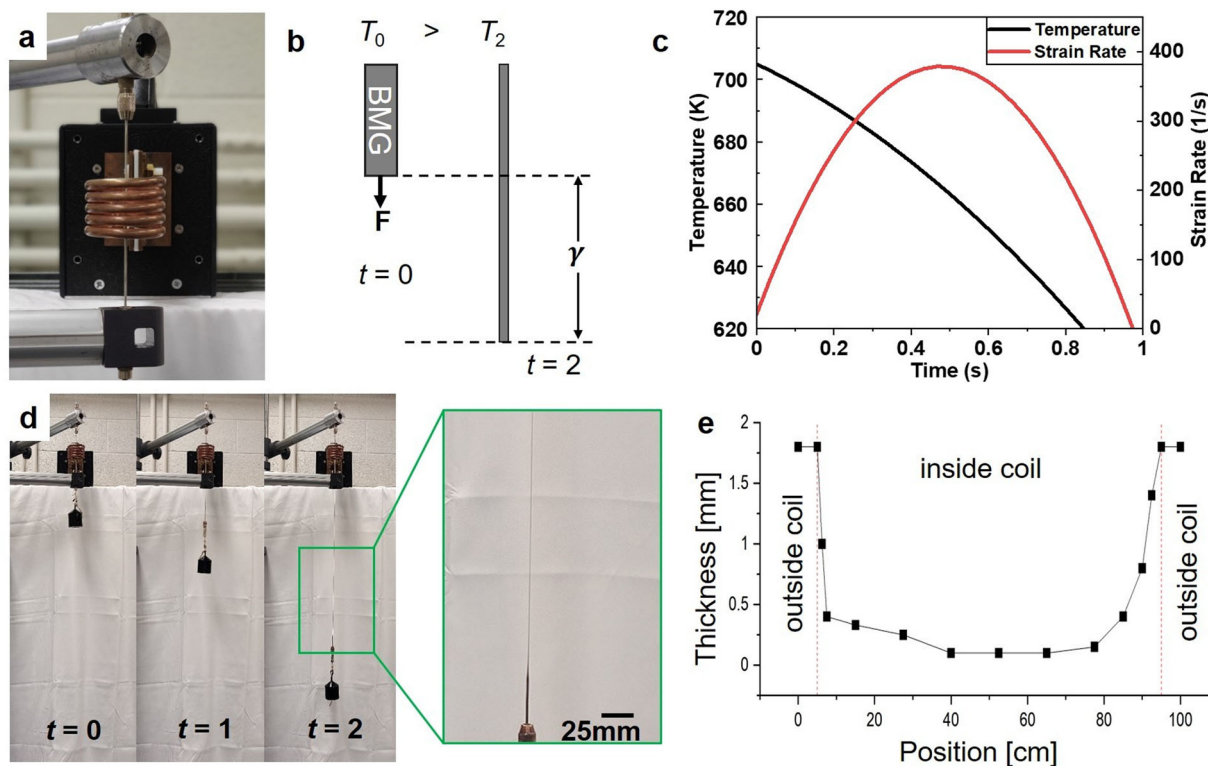 a
b
T0 > T2
BMG
F
t = 0
γ
t = 2
c
Temperature
Strain Rate
Temperature (K)
720
700
680
660
640
620
Strain Rate (1/s)
400
300
200
100
0
0 0.2 0.4 0.6 0.8 1
Time (s)
d
t = 0
t = 1
t = 2
25mm
e
Thickness [mm]
2
1.5
1
0.5
0
outside coil
inside coil
outside coil
0 20 40 60 80 100
Position [cm]